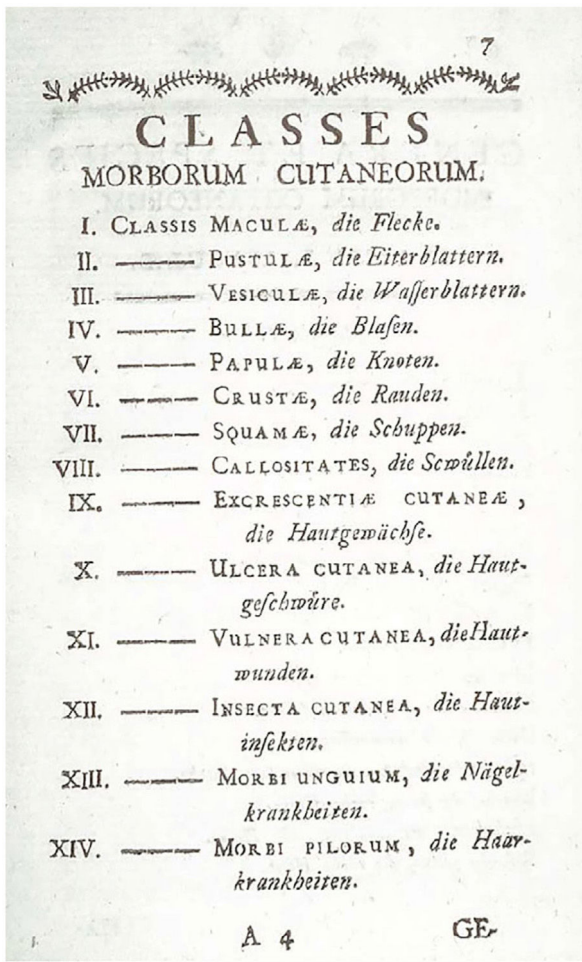 7
CLASSES
MORBORUM CUTANEORUM.
I. CLASSIS MACULÆ, die Flecke.
II. ——— PUSTULÆ, die Eiterblattern.
III. ——— VESICULÆ, die Waſſerblattern.
IV. ——— BULLÆ, die Blaſen.
V. ——— PAPULÆ, die Knoten.
VI. ——— CRUSTÆ, die Rauden.
VII. ——— SQUAMÆ, die Schuppen.
VIII. ——— CALLOSITATES, die Scwůllen.
IX. ——— EXCRESCENTIÆ CUTANEÆ,
die Hautgewächſe.
X. ——— ULCERA CUTANEA, die Haut-
geſchwůre.
XI. ——— VULNERA CUTANEA, die Haut-
wunden.
XII. ——— INSECTA CUTANEA, die Haut-
inſekten.
XIII. ——— MORBI UNGUIUM, die Nägel-
krankheiten.
XIV. ——— MORBI PILORUM, die Haar-
krankheiten.
A 4 GE-